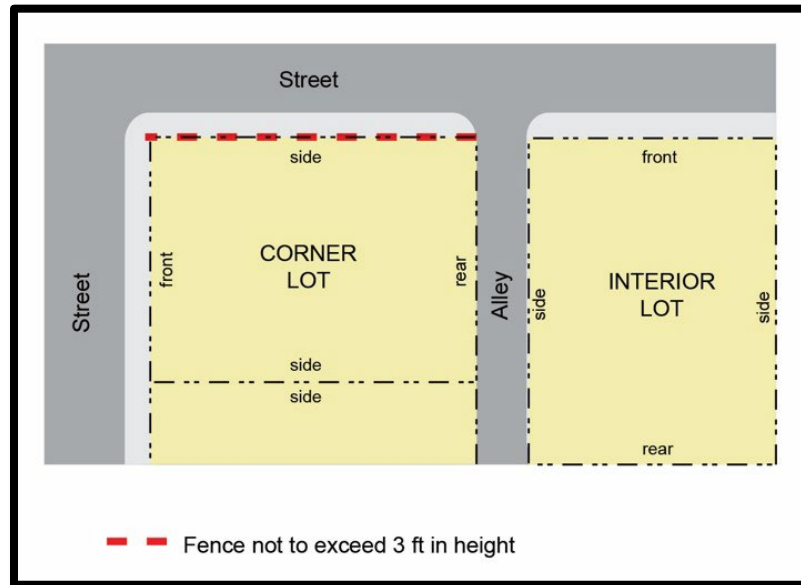 Street
side
front
CORNER
LOT
rear
front
Street
Alley
side
INTERIOR
LOT
side
side
side
rear
Fence not to exceed 3 ft in height